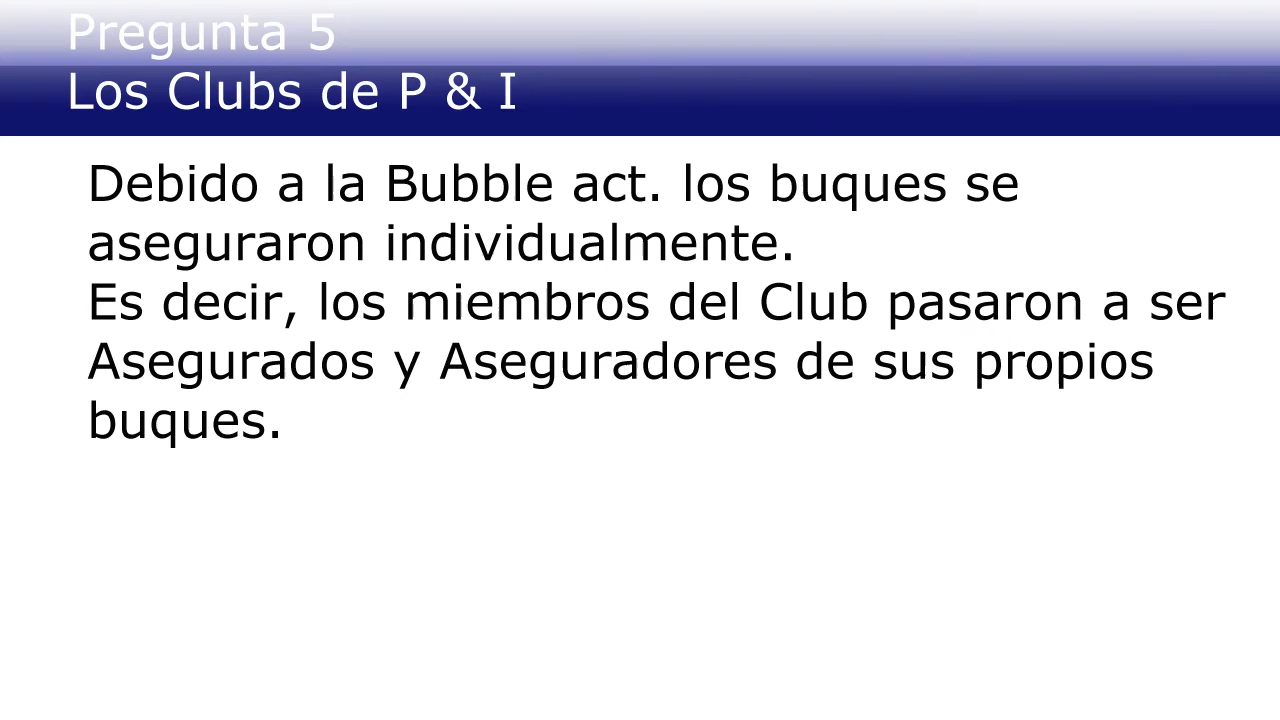 Pregunta 5
Los Clubs de P & I
Debido a la Bubble act. los buques se
aseguraron individualmente.
Es decir, los miembros del Club pasaron a ser
Asegurados y Aseguradores de sus propios
buques.